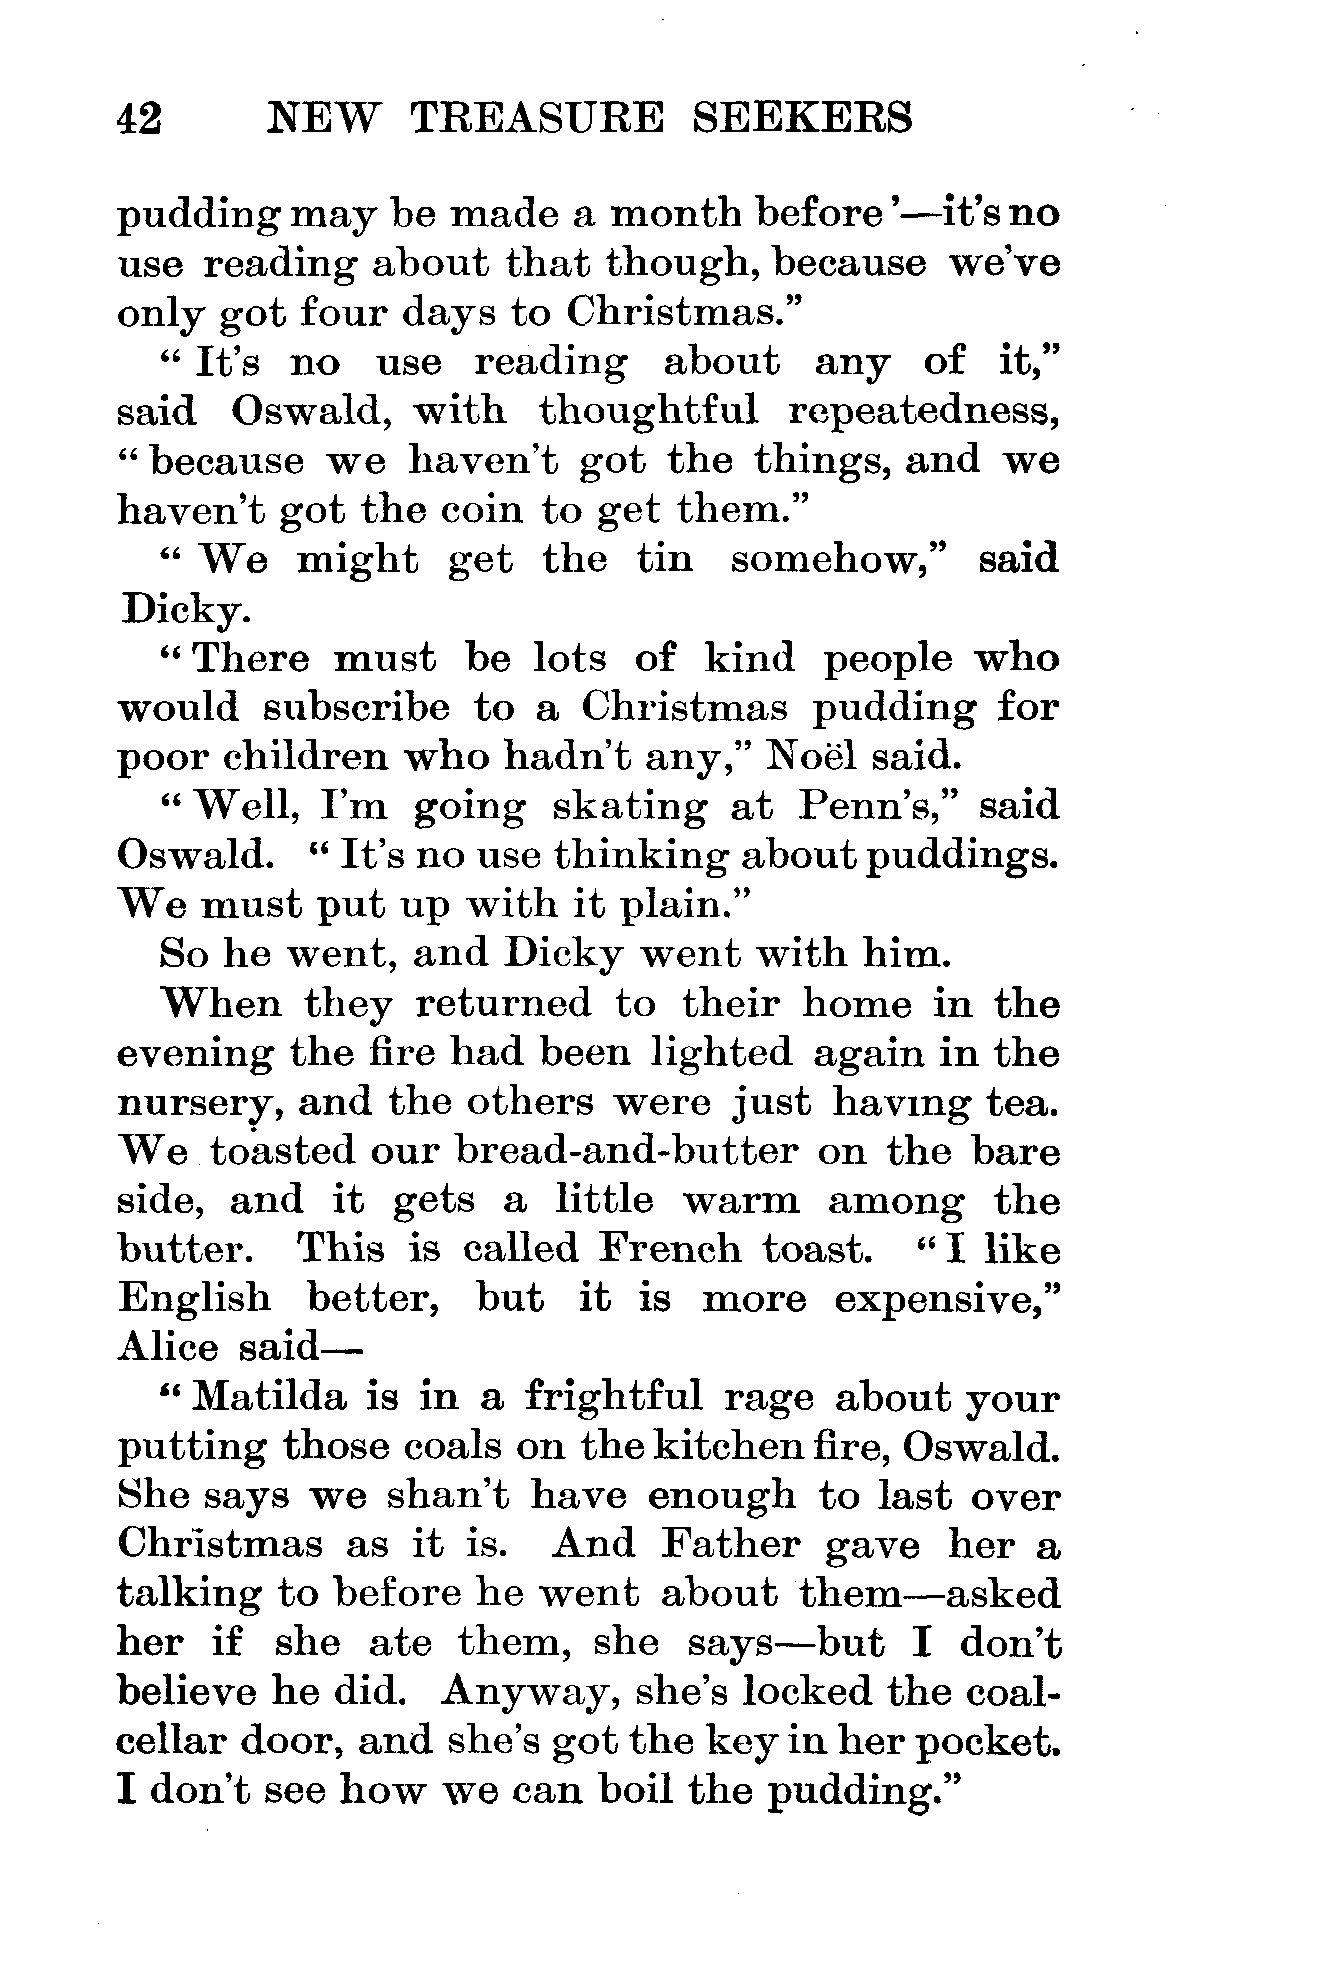 42 NEW TREASURE SEEKERS
pudding may be made a month before'—it's no
use reading about that though, because we've
only got four days to Christmas."
"It's no use reading about any of it,"
said Oswald, with thoughtful repeatedness,
"because we haven't got the things, and we
haven't got the coin to get them."
"We might get the tin somehow," said
Dicky.
"There must be lots of kind people who
would subscribe to a Christmas pudding for
poor children who hadn't any," Noël said.
"Well, I'm going skating at Penn's," said
Oswald. "It's no use thinking about puddings.
We must put up with it plain."
So he went, and Dicky went with him.
When they returned to their home in the
evening the fire had been lighted again in the
nursery, and the others were just having tea.
We toasted our bread-and-butter on the bare
side, and it gets a little warm among the
butter. This is called French toast. "I like
English better, but it is more expensive,"
Alice said—
"Matilda is in a frightful rage about your
putting those coals on the kitchen fire, Oswald.
She says we shan't have enough to last over
Christmas as it is. And Father gave her a
talking to before he went about them—asked
her if she ate them, she says—but I don't
believe he did. Anyway, she's locked the coal-
cellar door, and she's got the key in her pocket.
I don't see how we can boil the pudding."